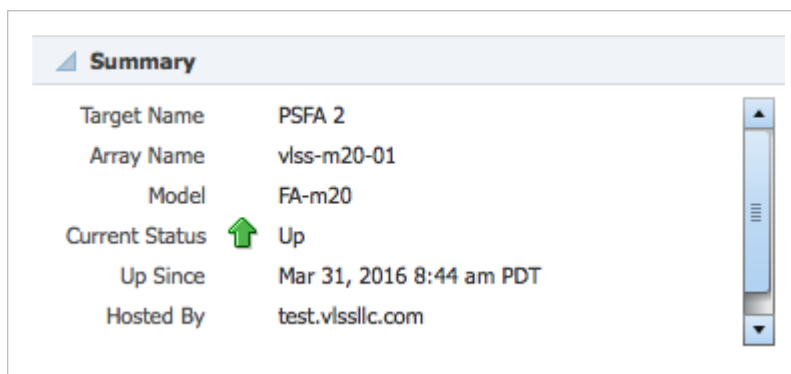 Summary
Target Name PSFA 2
Array Name vlss-m20-01
Model FA-m20
Current Status Up
Up Since Mar 31, 2016 8:44 am PDT
Hosted By test.vlssllc.com